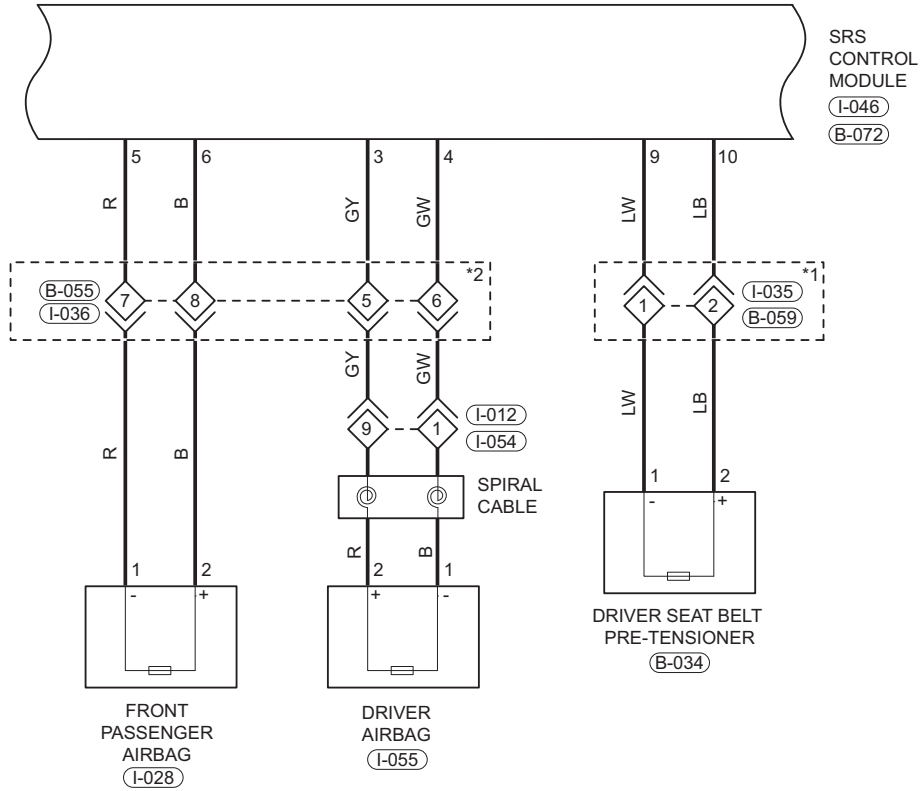 SRS
CONTROL
MODULE
I-046
B-072
5 6 3 4 9 10
R B GY GW LW LB
*2 *1
B-055
I-036
7 8 5 6 1 2
I-035
B-059
GY GW LW LB
R B
9 1
I-012
I-054
SPIRAL
CABLE
1 2
- +
R B
1 2 2 1
- + + -
DRIVER SEAT BELT
PRE-TENSIONER
B-034
FRONT
PASSENGER
AIRBAG
I-028
DRIVER
AIRBAG
I-055